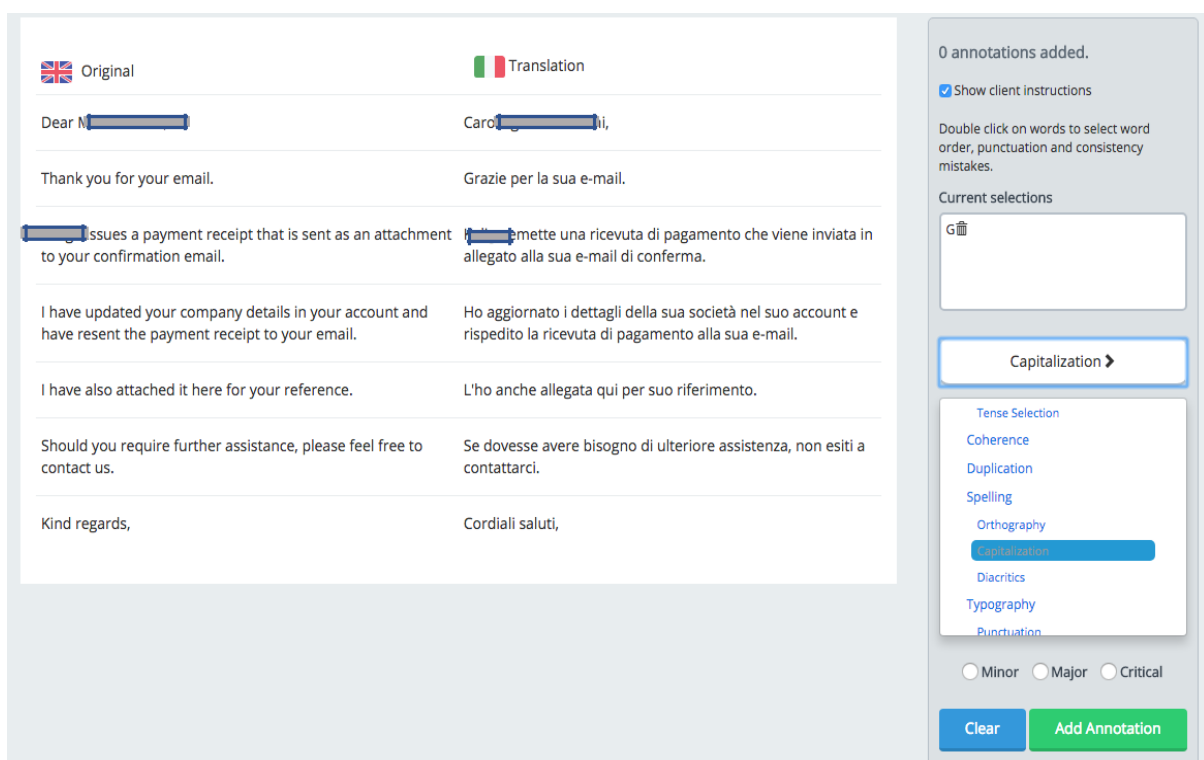 Original
Translation
Dear
Caro
Thank you for your email.
Grazie per la sua e-mail.
issues a payment receipt that is sent as an attachment
to your confirmation email.
emette una ricevuta di pagamento che viene inviata in
allegato alla sua e-mail di conferma.
I have updated your company details in your account and
have resent the payment receipt to your email.
Ho aggiornato i dettagli della sua società nel suo account e
rispedito la ricevuta di pagamento alla sua e-mail.
I have also attached it here for your reference.
L'ho anche allegata qui per suo riferimento.
Should you require further assistance, please feel free to
contact us.
Se dovesse avere bisogno di ulteriore assistenza, non esiti a
contattarci.
Kind regards,
Cordiali saluti,
0 annotations added.
Show client instructions
Double click on words to select word
order, punctuation and consistency
mistakes.
Current selections
G
Capitalization
Tense Selection
Coherence
Duplication
Spelling
Orthography
Capitalization
Diacritics
Typography
Punctuation
Minor Major Critical
Clear Add Annotation